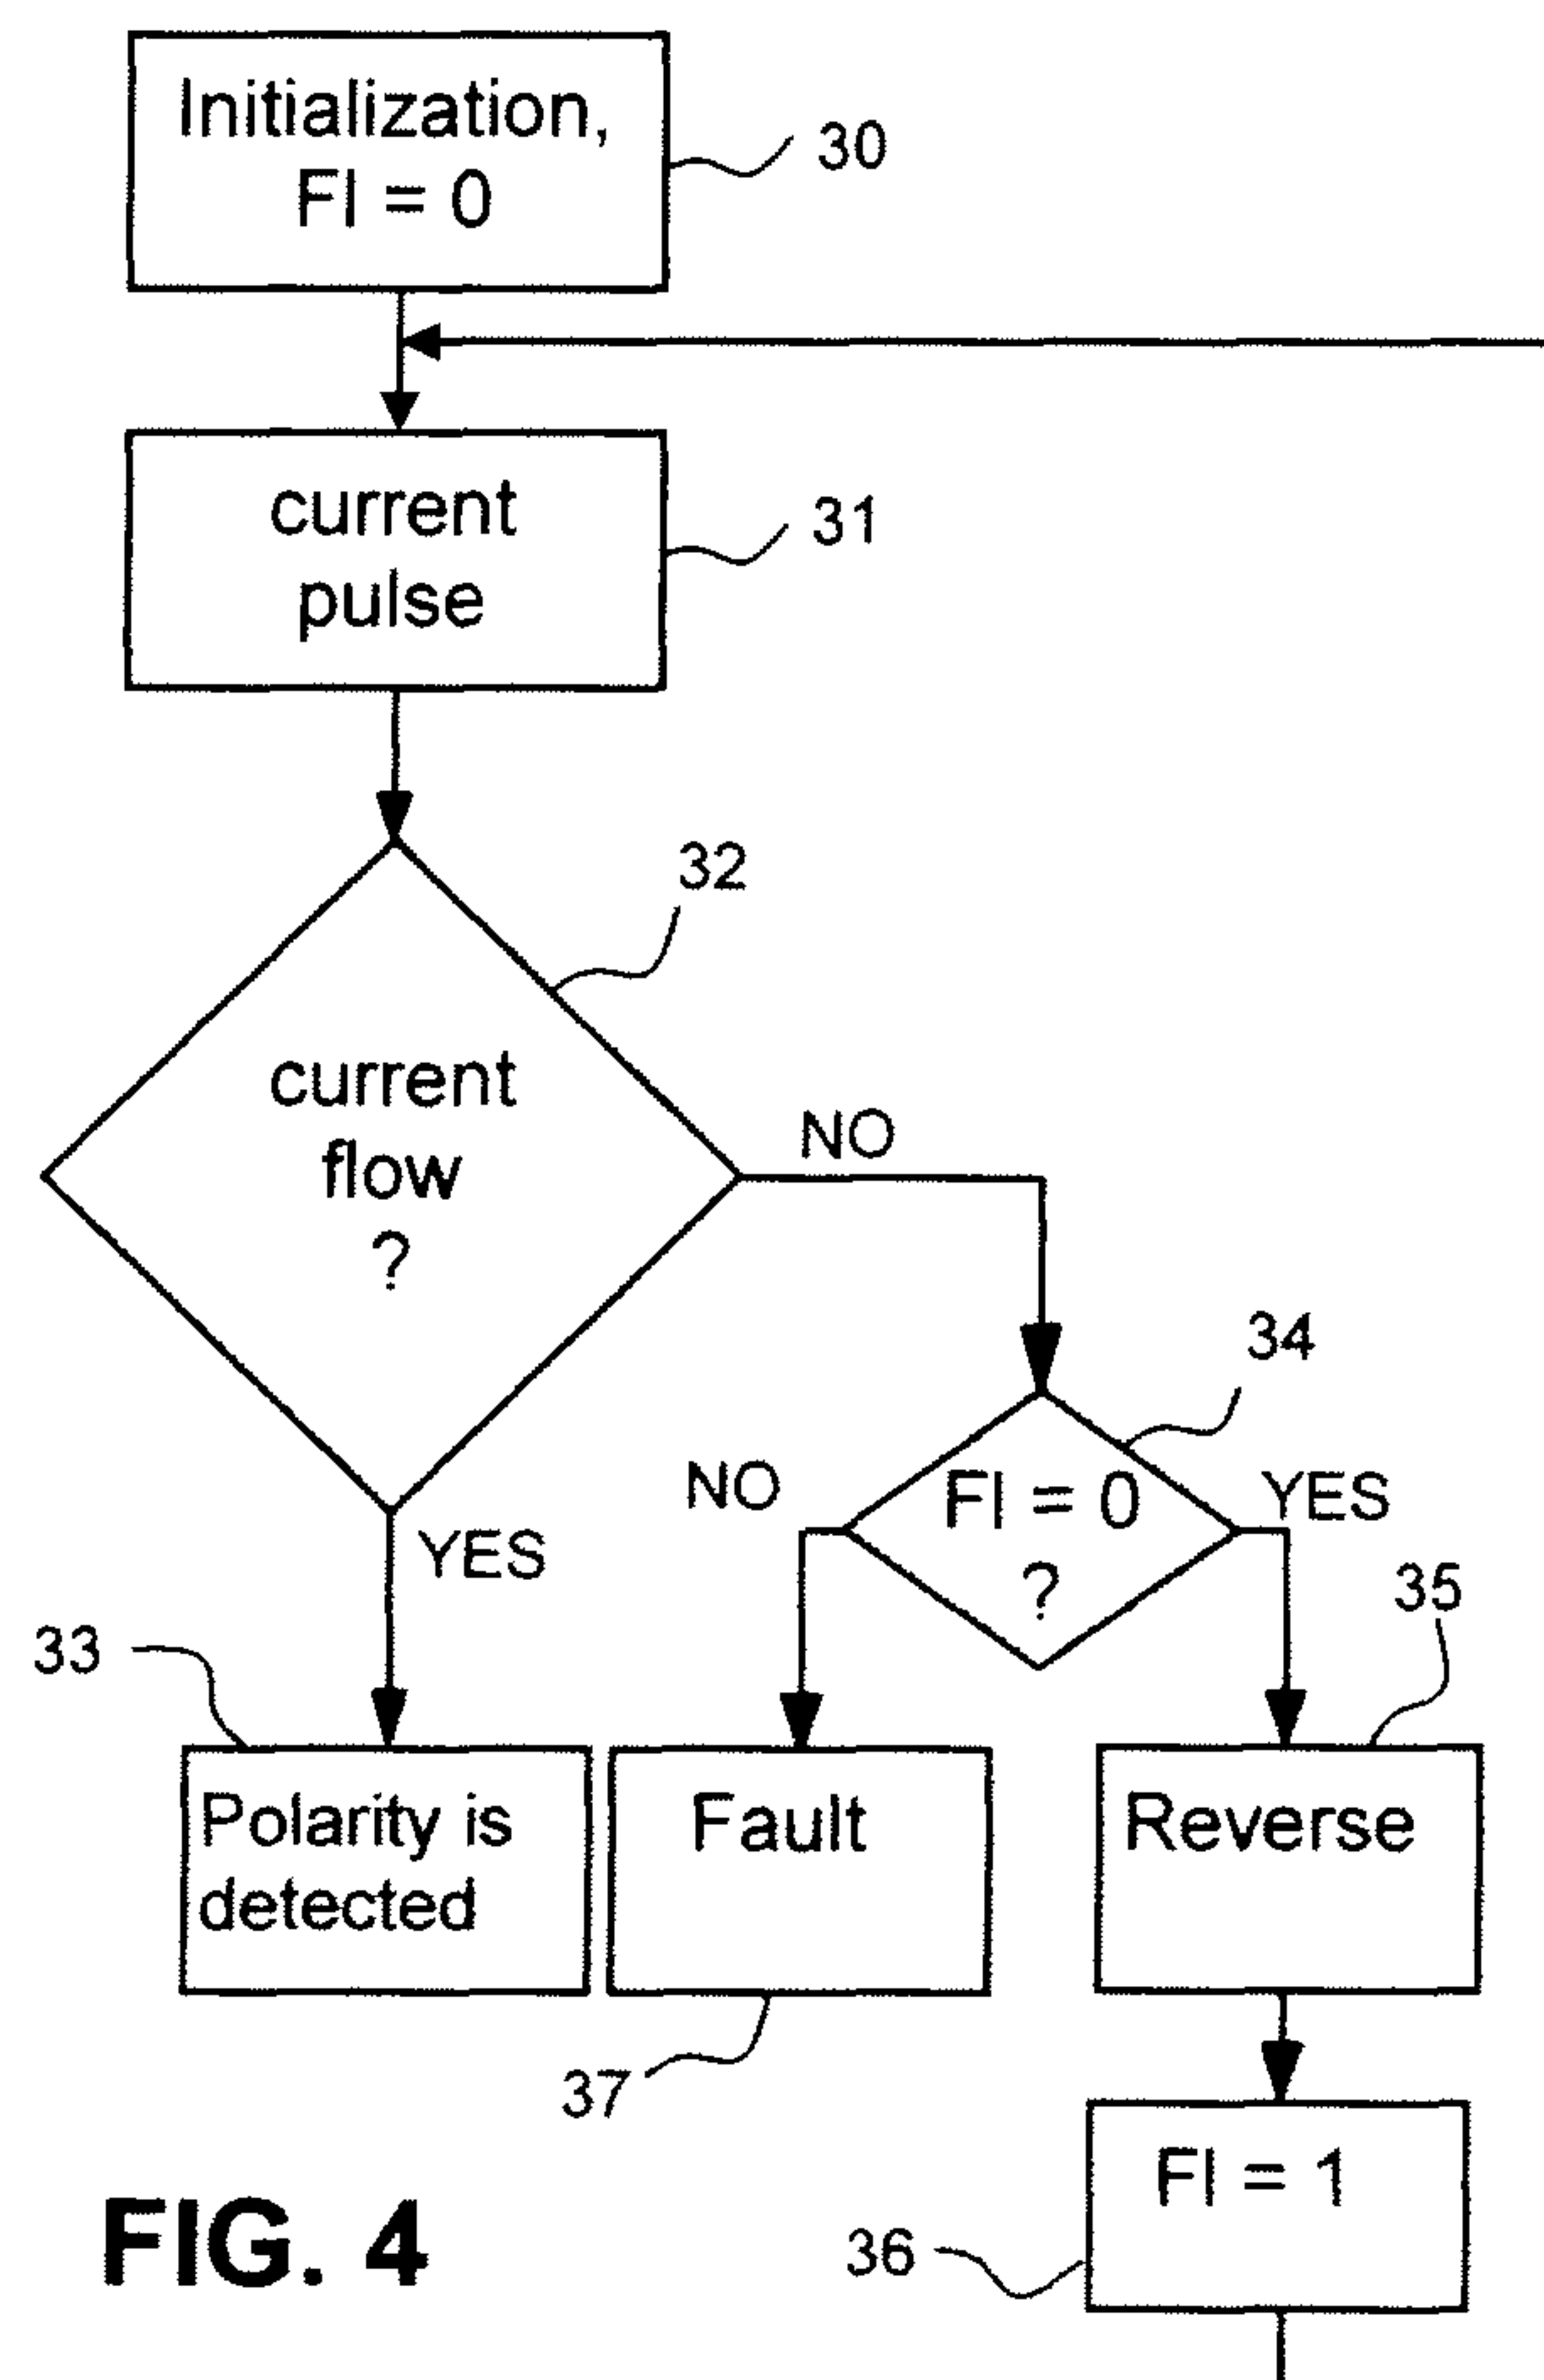 Initialization,
FI = 0
30
current
pulse
31
32
current
flow
?
NO
34
NO
FI = 0
?
YES
YES
35
33
Polarity is
detected
Fault
Reverse
37
FI = 1
36
FIG. 4